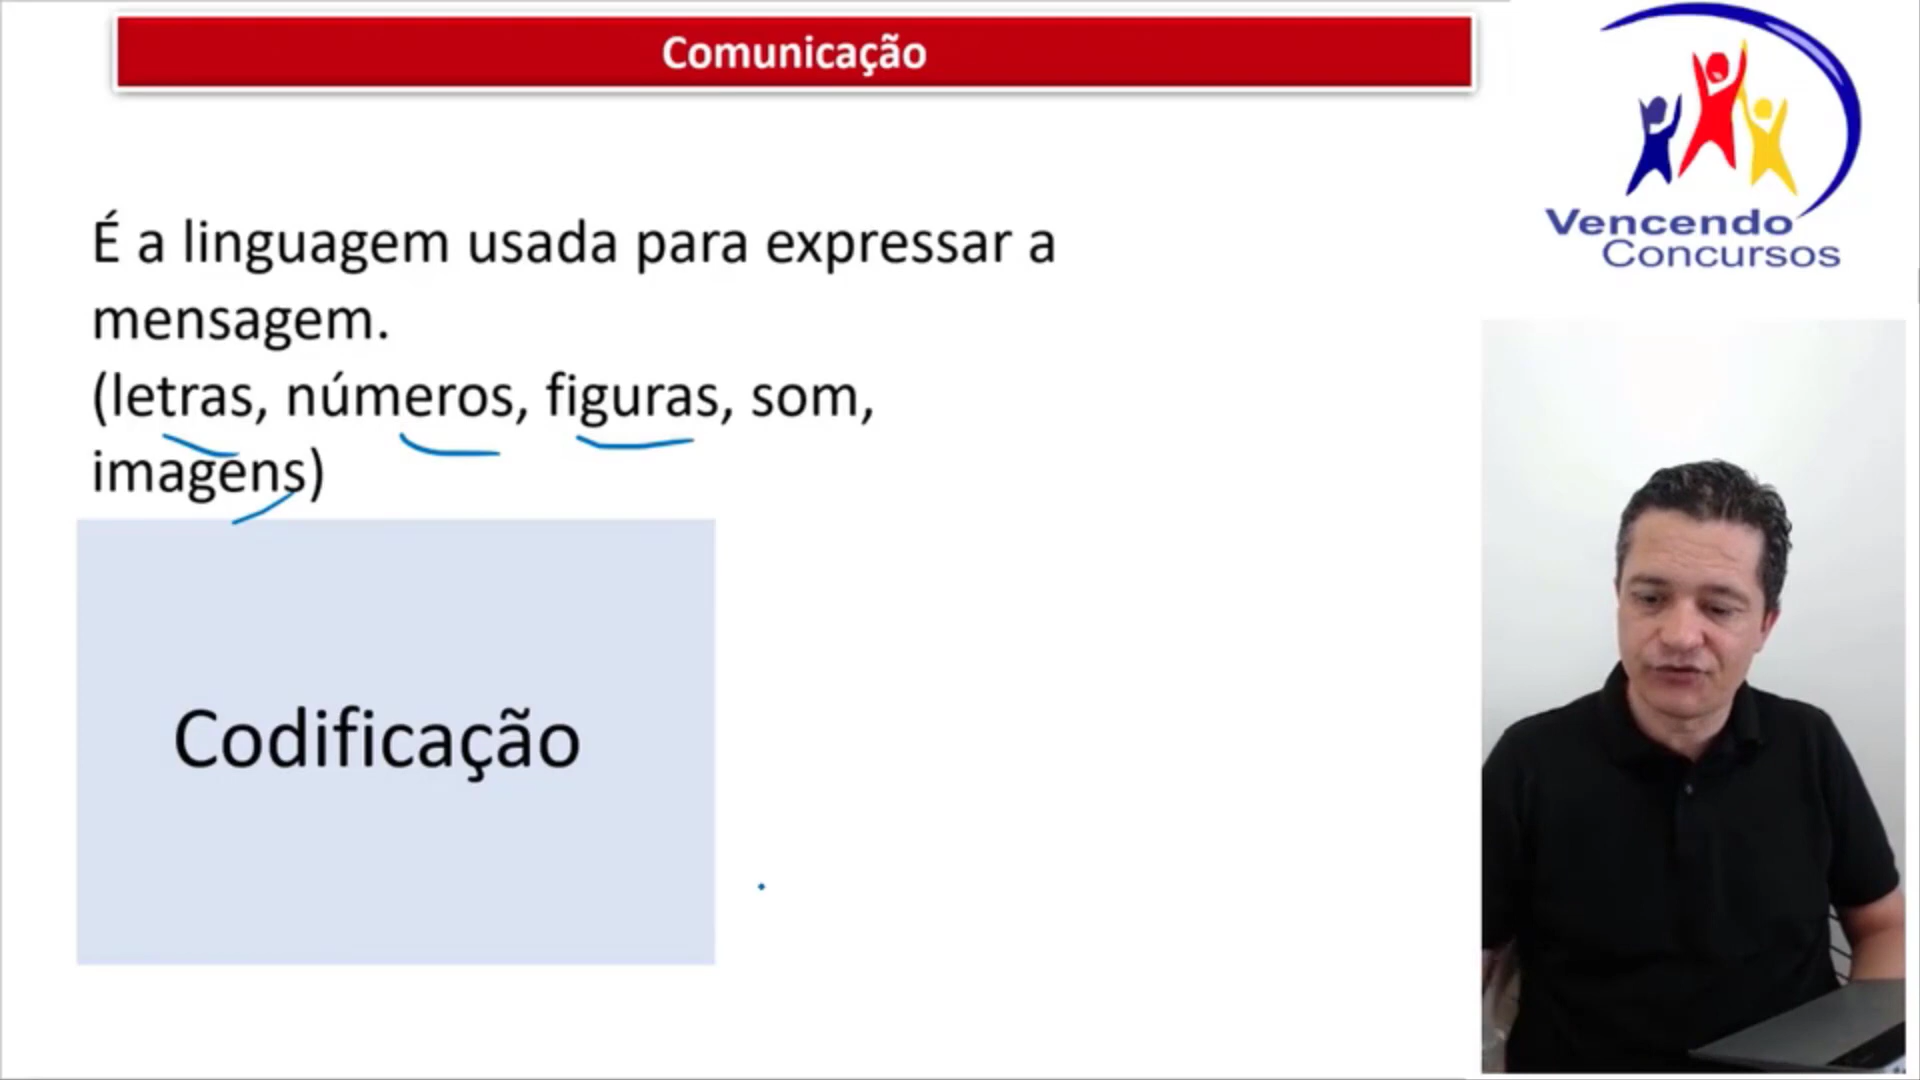 Comunicação
Vencendo
Concursos
É a linguagem usada para expressar a
mensagem.
(letras, números, figuras, som,
imagens)
Codificação